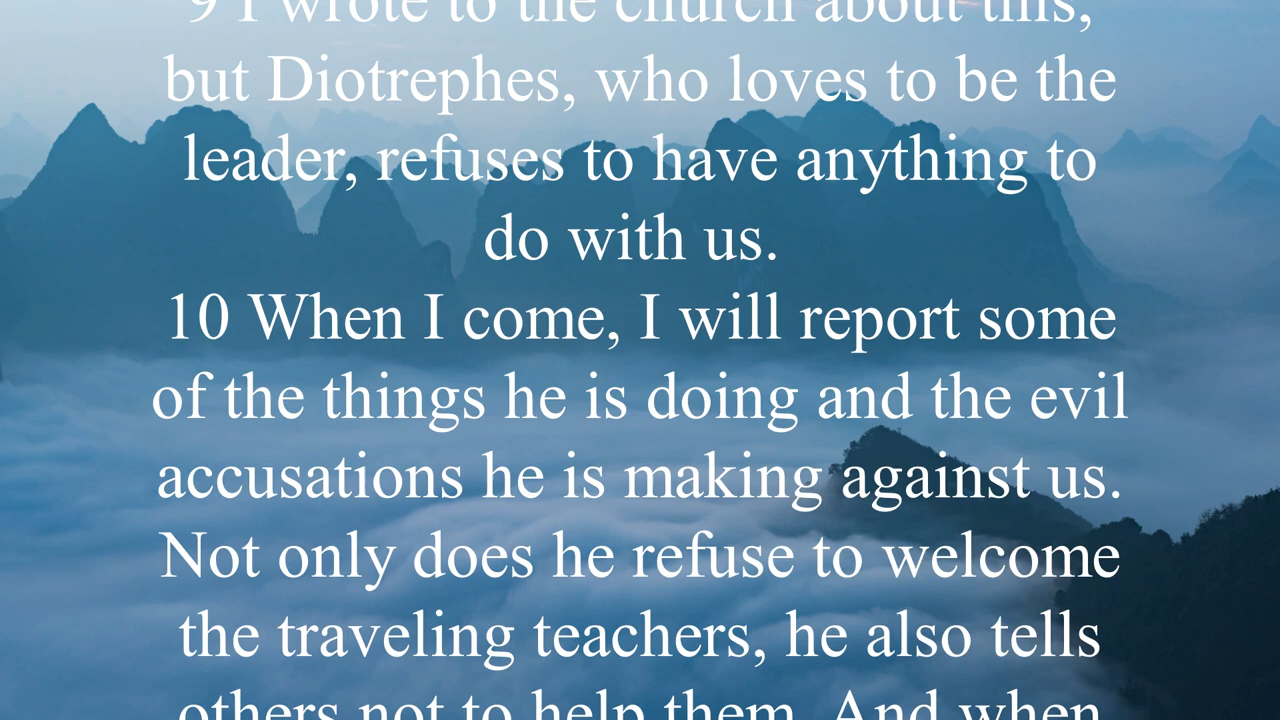 9 I wrote to the church about this,
but Diotrephes, who loves to be the
leader, refuses to have anything to
do with us.
10 When I come, I will report some
of the things he is doing and the evil
accusations he is making against us.
Not only does he refuse to welcome
the traveling teachers, he also tells
others not to help them. And when